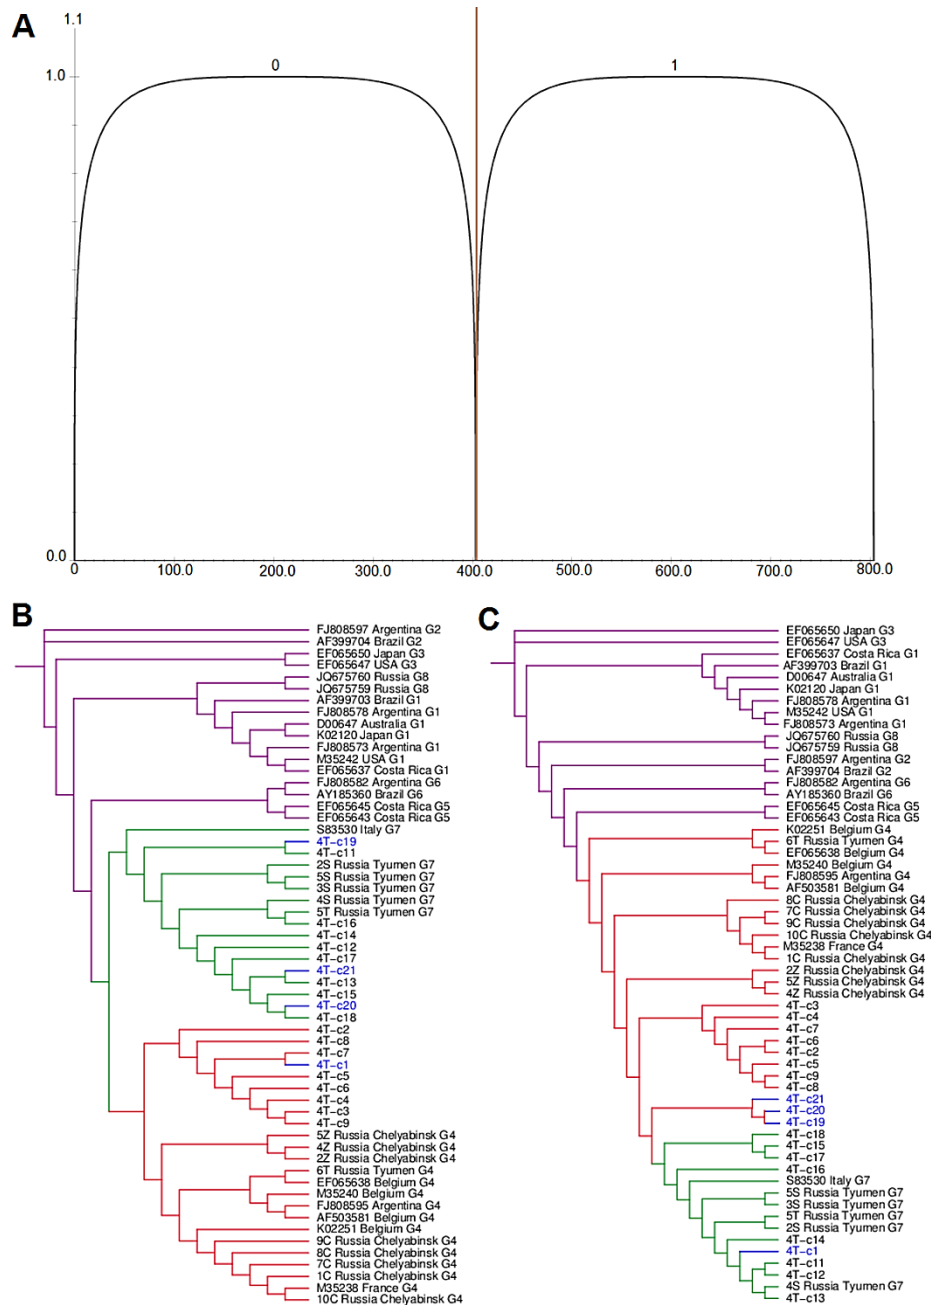 A
1.1
0
1
1.0
0.0
0
100.0
200.0
300.0
400.0
500.0
600.0
700.0
800.0
B
FJ808597 Argentina G2
AF399704 Brazil G2
EF065650 Japan G3
EF065647 USA G3
JQ675760 Russia G8
JQ675759 Russia G8
AF399703 Brazil G1
FJ808578 Argentina G1
D00647 Australia G1
K02120 Japan G1
FJ808573 Argentina G1
M35242 USA G1
EF065637 Costa Rica G1
FJ808582 Argentina G6
AY185360 Brazil G6
EF065645 Costa Rica G5
EF065643 Costa Rica G5
S83530 Italy G7
4T-c19
4T-c11
2S Russia Tyumen G7
5S Russia Tyumen G7
3S Russia Tyumen G7
4S Russia Tyumen G7
5T Russia Tyumen G7
4T-c16
4T-c14
4T-c12
4T-c17
4T-c21
4T-c13
4T-c15
4T-c20
4T-c18
4T-c2
4T-c8
4T-c7
4T-c1
4T-c5
4T-c6
4T-c4
4T-c3
4T-c9
5Z Russia Chelyabinsk G4
4Z Russia Chelyabinsk G4
2Z Russia Chelyabinsk G4
6T Russia Tyumen G4
EF065638 Belgium G4
M35240 Belgium G4
FJ808595 Argentina G4
AF503581 Belgium G4
K02251 Belgium G4
9C Russia Chelyabinsk G4
8C Russia Chelyabinsk G4
7C Russia Chelyabinsk G4
1C Russia Chelyabinsk G4
M35238 France G4
10C Russia Chelyabinsk G4
C
EF065650 Japan G3
EF065647 USA G3
EF065637 Costa Rica G1
AF399703 Brazil G1
D00647 Australia G1
K02120 Japan G1
FJ808578 Argentina G1
M35242 USA G1
FJ808573 Argentina G1
JQ675760 Russia G8
JQ675759 Russia G8
FJ808597 Argentina G2
AF399704 Brazil G2
FJ808582 Argentina G6
AY185360 Brazil G6
EF065645 Costa Rica G5
EF065643 Costa Rica G5
K02251 Belgium G4
6T Russia Tyumen G4
EF065638 Belgium G4
M35240 Belgium G4
FJ808595 Argentina G4
AF503581 Belgium G4
8C Russia Chelyabinsk G4
7C Russia Chelyabinsk G4
9C Russia Chelyabinsk G4
10C Russia Chelyabinsk G4
M35238 France G4
1C Russia Chelyabinsk G4
2Z Russia Chelyabinsk G4
5Z Russia Chelyabinsk G4
4Z Russia Chelyabinsk G4
4T-c3
4T-c4
4T-c7
4T-c6
4T-c2
4T-c5
4T-c9
4T-c8
4T-c21
4T-c20
4T-c19
4T-c18
4T-c15
4T-c17
4T-c16
S83530 Italy G7
5S Russia Tyumen G7
3S Russia Tyumen G7
5T Russia Tyumen G7
2S Russia Tyumen G7
4T-c14
4T-c1
4T-c11
4T-c12
4S Russia Tyumen G7
4T-c13